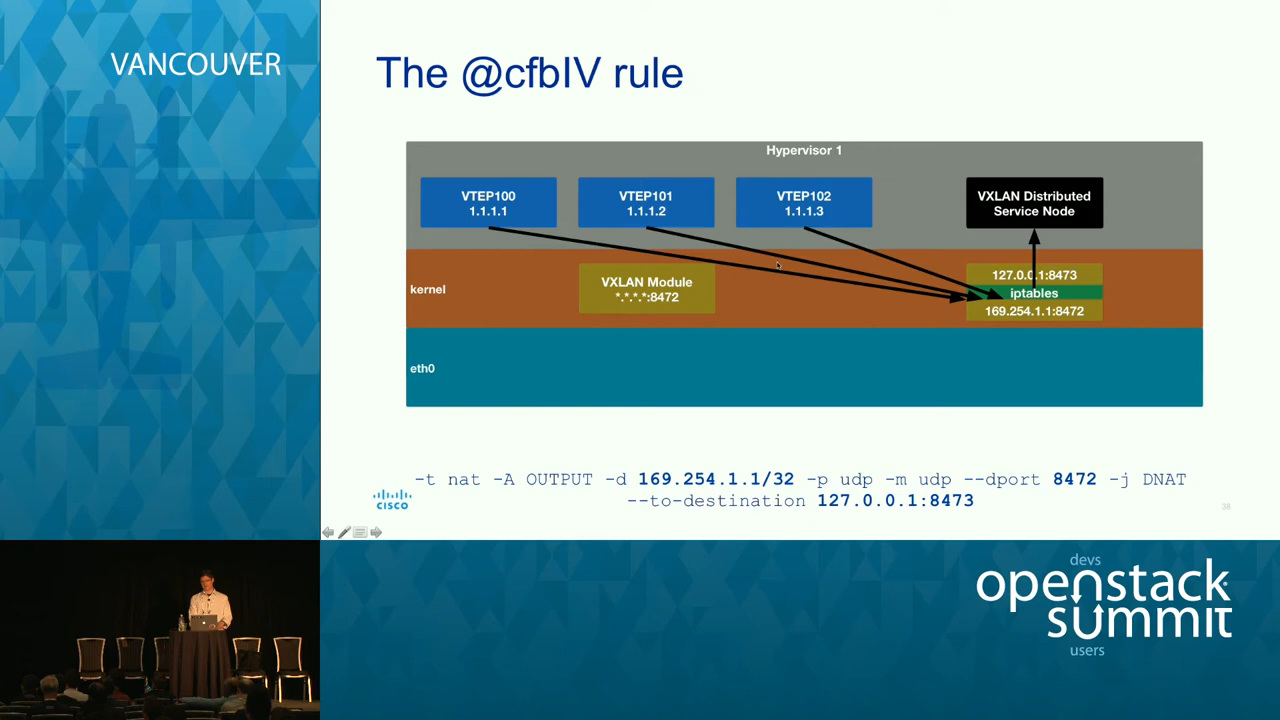 VANCOUVER
The @cfbIV rule
Hypervisor 1
VTEP100
1.1.1.1
VTEP101
1.1.1.2
VTEP102
1.1.1.3
VXLAN Distributed
Service Node
kernel
VXLAN Module
*.*.*.*:8472
127.0.0.1:8473
iptables
169.254.1.1:8472
eth0
-t nat -A OUTPUT -d 169.254.1.1/32 -p udp -m udp --dport 8472 -j DNAT
--to-destination 127.0.0.1:8473
CISCO
38
devs
openstack
summit
users